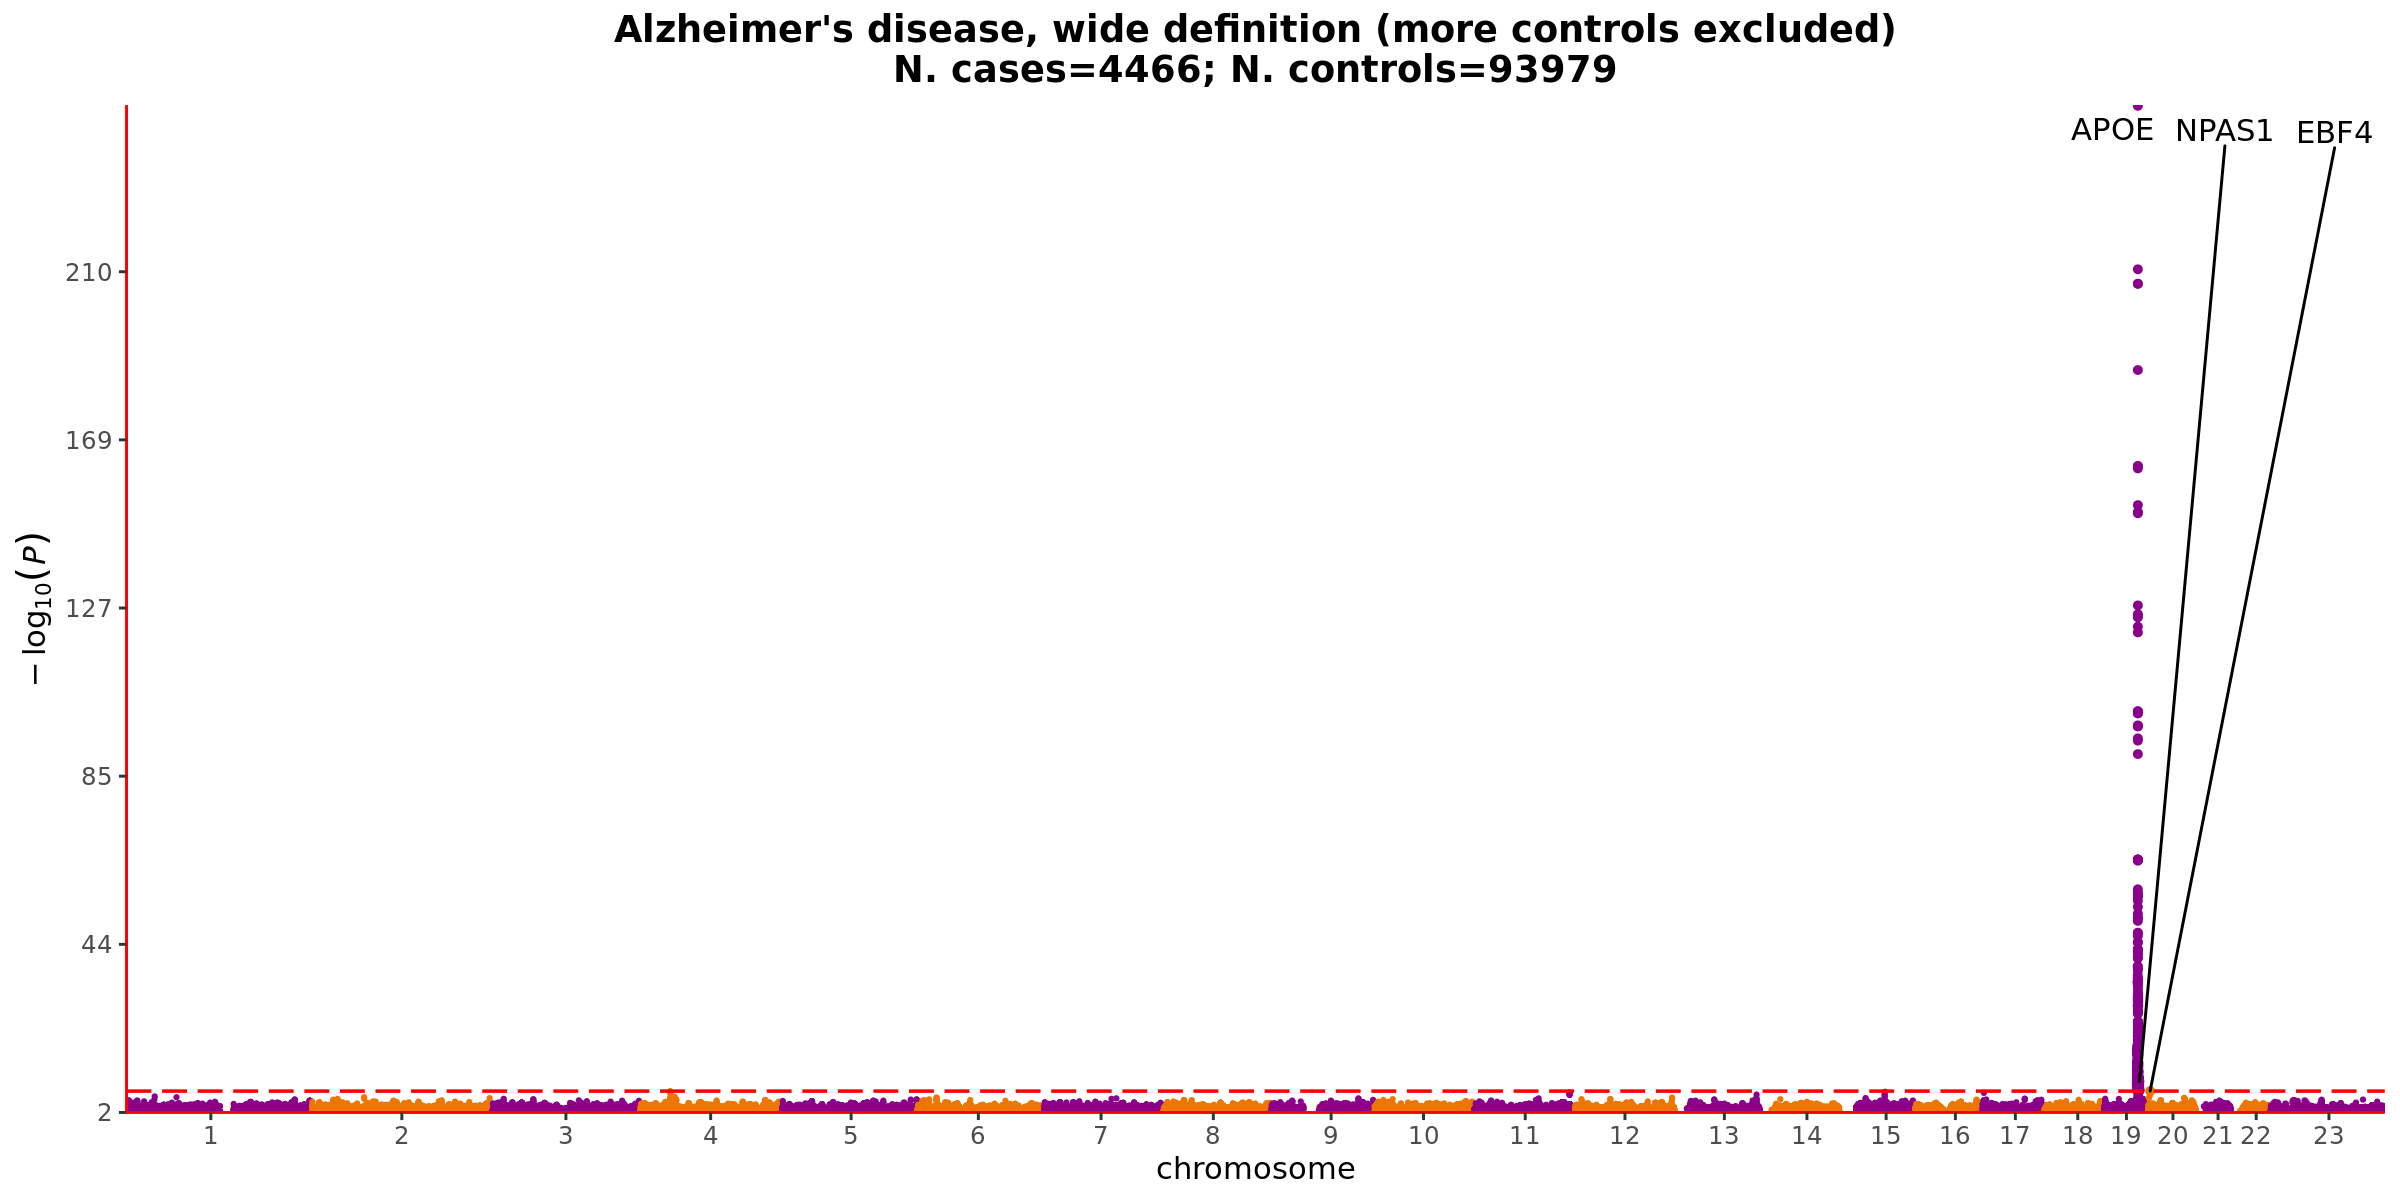 Alzheimer's disease, wide definition (more controls excluded)
N. cases=4466; N. controls=93979
APOE NPAS1 EBF4
210
169
127
85
44
2
−log10(P)
1 2 3 4 5 6 7 8 9 10 11 12 13 14 15 16 17 18 19 20 21 22 23
chromosome